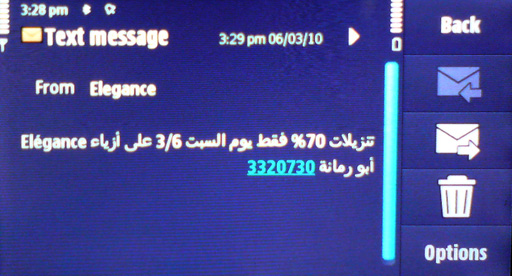 3:28 pm
Text message
3:29 pm 06/03/10
Back
From Elegance
تنزيلات 70% فقط يوم السبت 3/6 على أزياء Elégance
أبو رمانة 3320730
Options